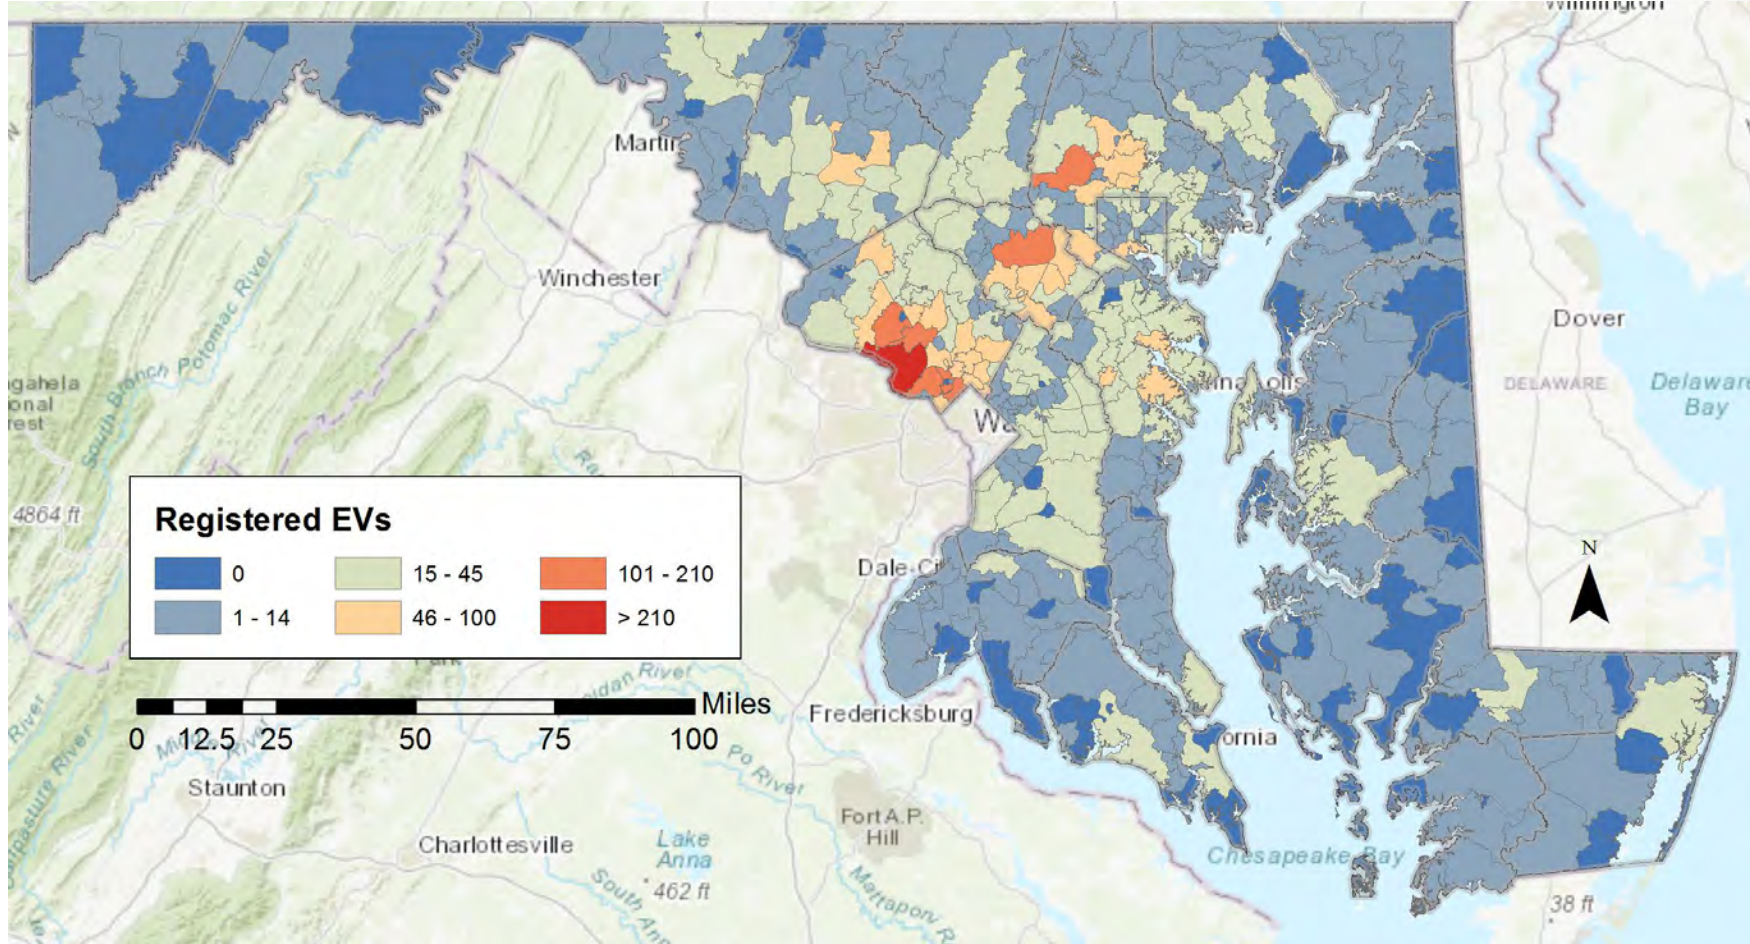 Winchester
South Branch Potomac River
4864 ft
Registered EVs
0
15 - 45
101 - 210
1 - 14
46 - 100
> 210
Miles
0 12.5 25 50 75 100
Staunton
Charlottesville
Fredericksburg
Po River
Lake
Anna
462 ft
Fort A.P.
Hill
Chesapeake Bay
38 ft
Dover
DELAWARE
Delaware
Bay
N